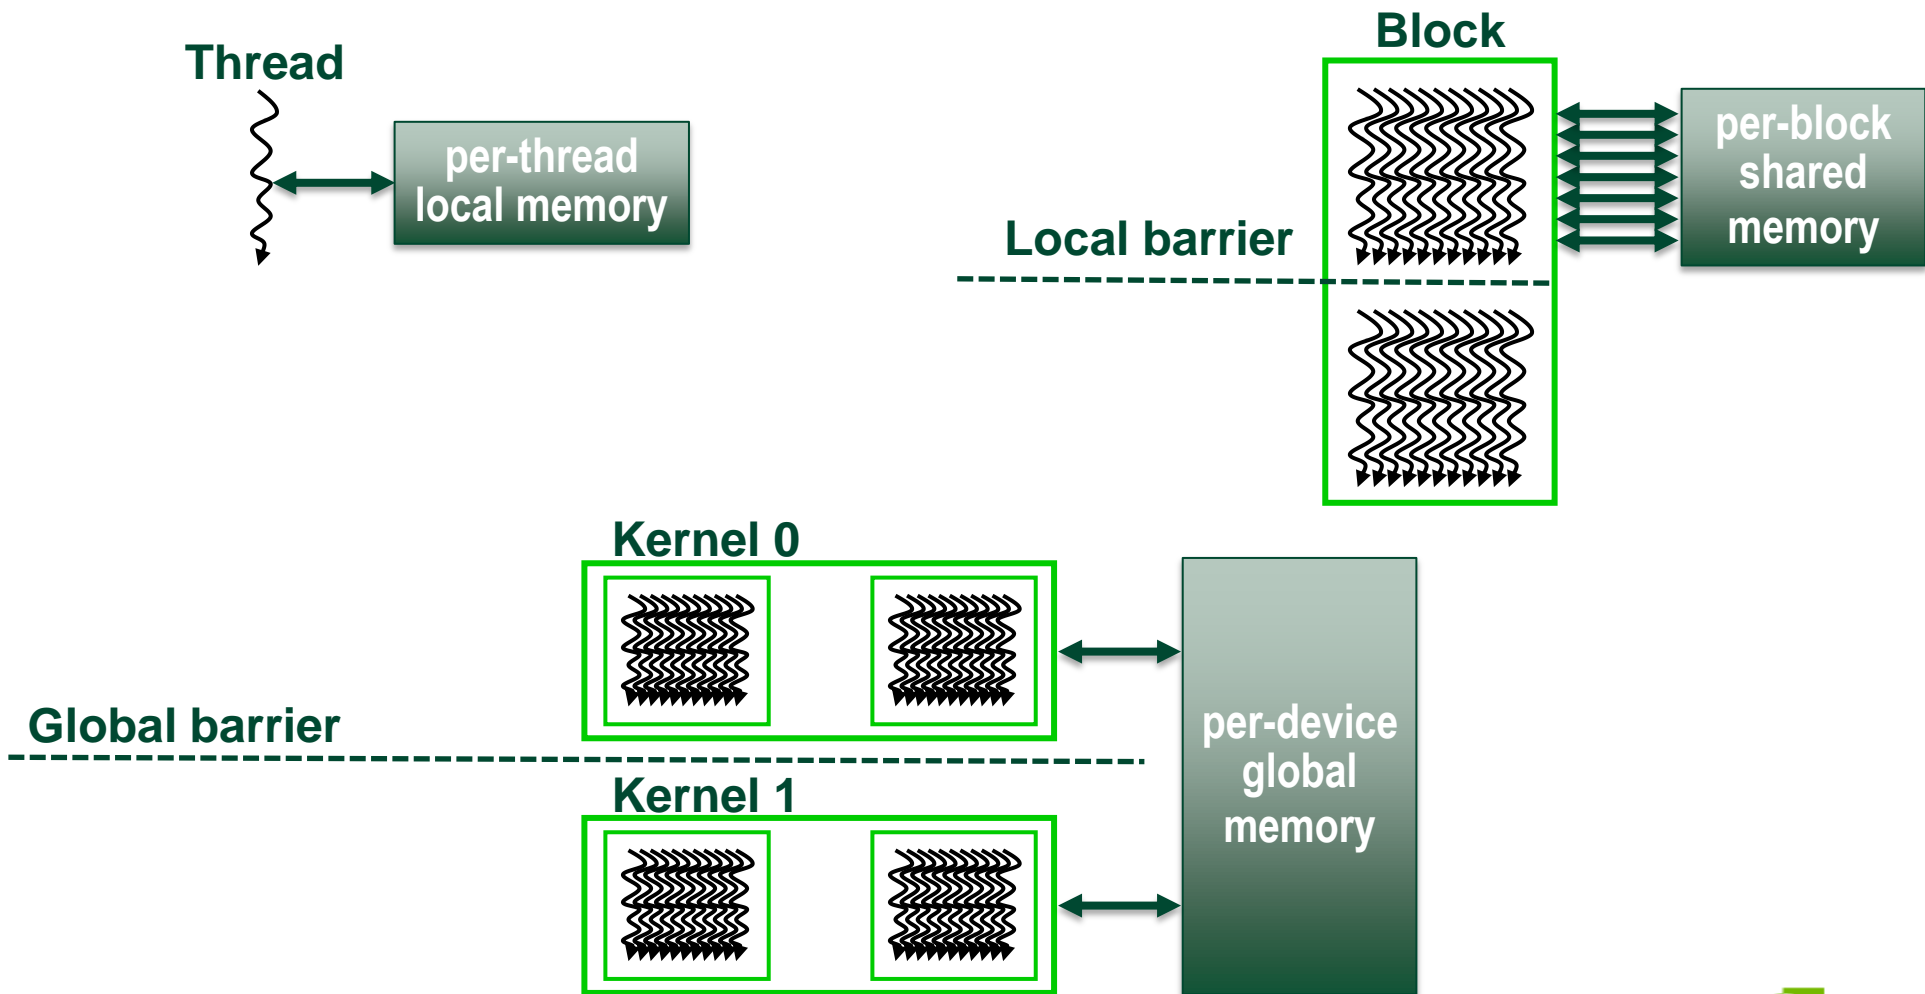 Thread
per-thread
local memory
Block
per-block
shared
memory
Local barrier
Kernel 0
Global barrier
Kernel 1
per-device
global
memory